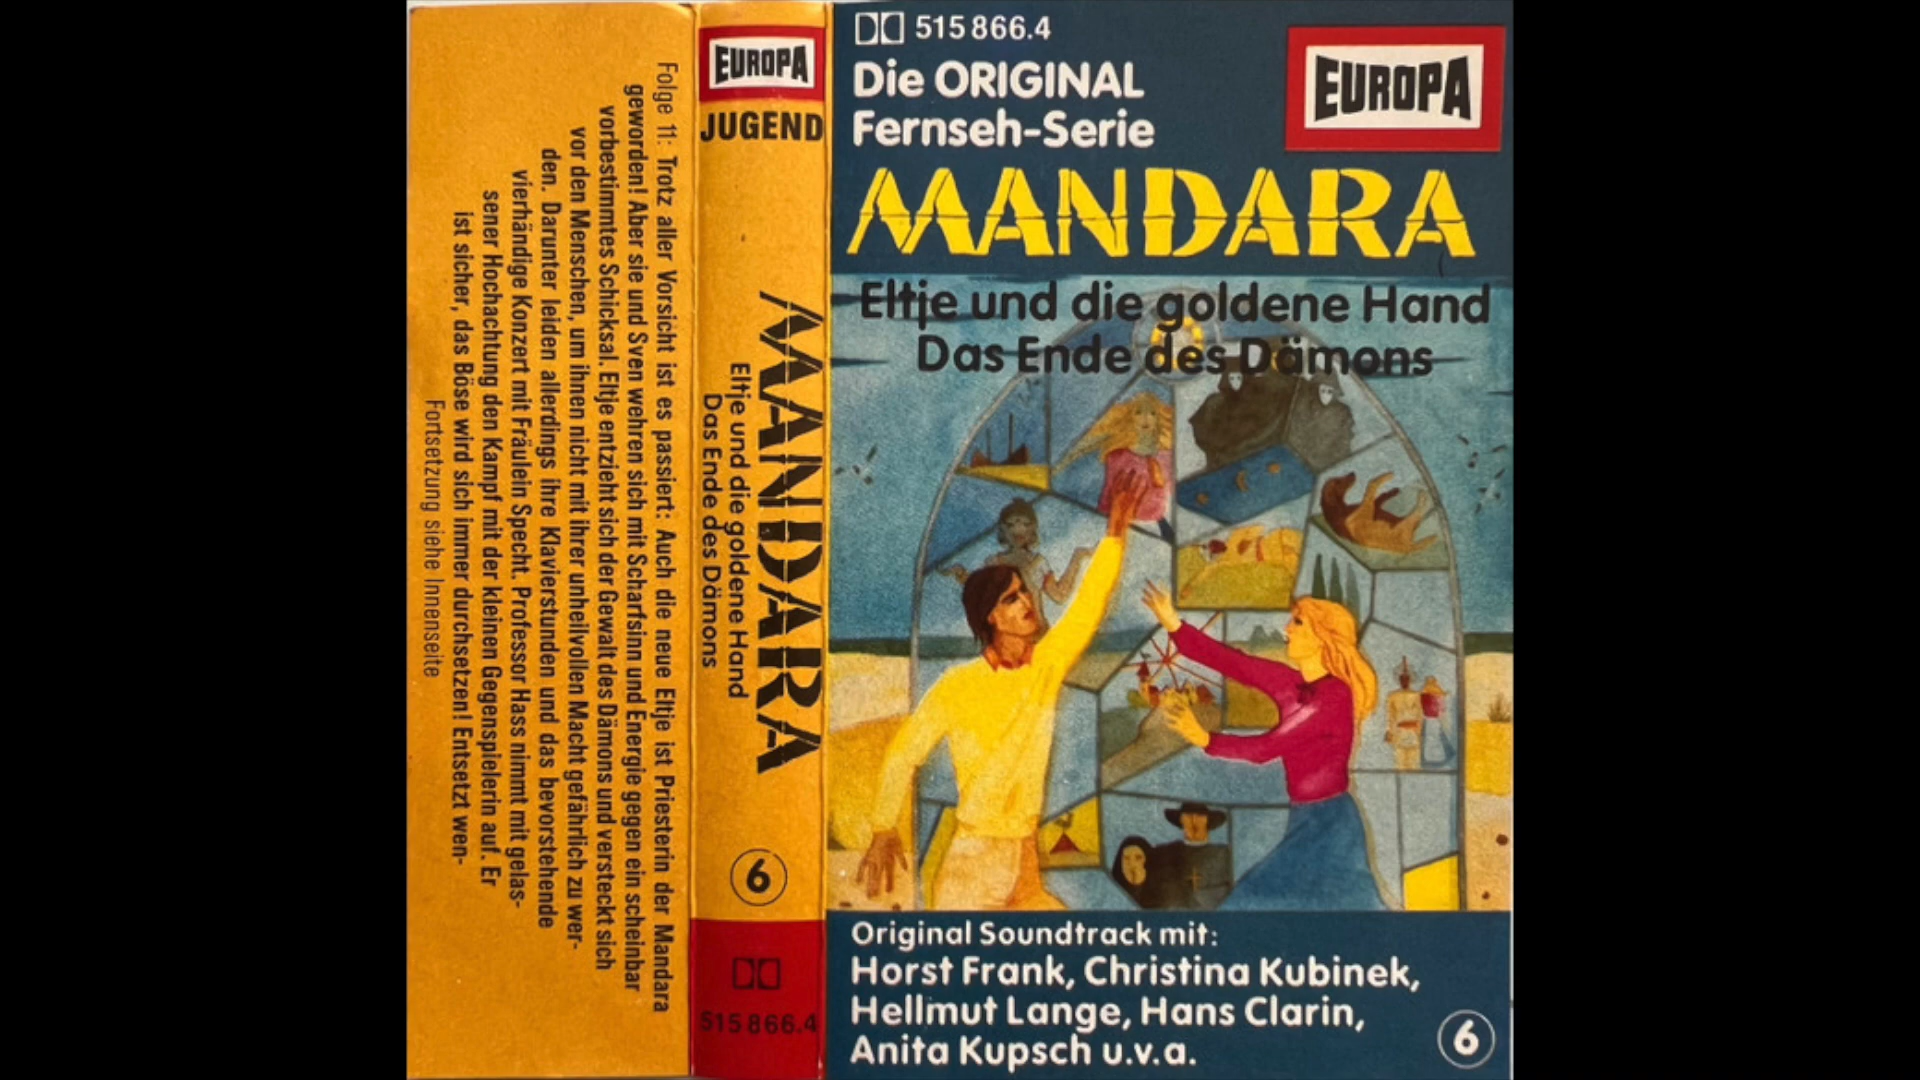 Folge 11: Trotz aller Vorsicht ist es passiert: Auch die neue Eltje ist Priesterin der Mandara
geworden! Aber sie und Sven wehren sich mit Scharfsinn und Energie gegen ein scheinbar
vorbestimmtes Schicksal. Eltje entzieht sich der Gewalt des Dämons und versteckt sich
vor den Menschen, um ihnen nicht mit ihrer unheilvollen Macht gefährlich zu wer-
den. Darunter leiden allerdings ihre Klavierstunden und das bevorstehende
vierhändige Konzert mit Fräulein Specht. Professor Hass nimmt mit gelas-
sener Hochachtung den Kampf mit der kleinen Gegenspielerin auf. Er
ist sicher, das Böse wird sich immer durchsetzen! Entsetzt wen-
Fortsetzung siehe Innenseite
EUROPA
JUGEND
MANDARA
Eltje und die goldene Hand
Das Ende des Dämons
6
515 866.4
515 866.4
Die ORIGINAL
Fernseh-Serie
EUROPA
MANDARA
Eltje und die goldene Hand
Das Ende des Dämons
Original Soundtrack mit:
Horst Frank, Christina Kubinek,
Hellmut Lange, Hans Clarin,
Anita Kupsch u.v.a.
6